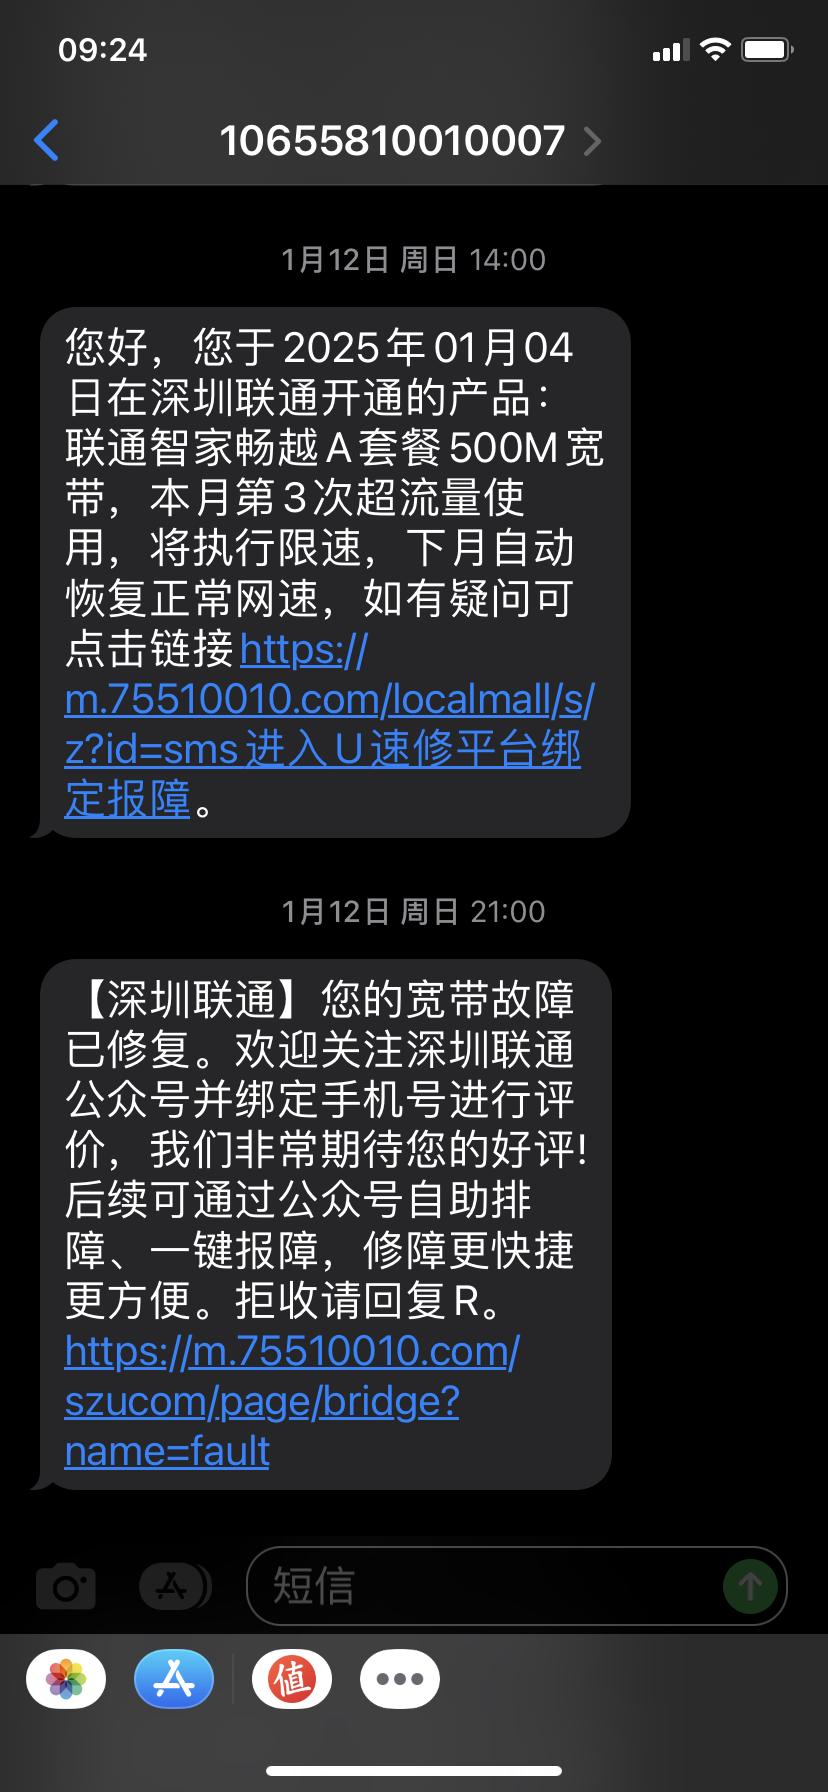 09:24
10655810010007
1月12日 周日 14:00
您好，您于2025年01月04
日在深圳联通开通的产品：
联通智家畅越A套餐500M宽
带，本月第3次超流量使
用，将执行限速，下月自动
恢复正常网速，如有疑问可
点击链接https://
m.75510010.com/localmall/s/
z?id=sms进入U速修平台绑
定报障。
1月12日 周日 21:00
【深圳联通】您的宽带故障
已修复。欢迎关注深圳联通
公众号并绑定手机号进行评
价，我们非常期待您的好评!
后续可通过公众号自助排
障、一键报障，修障更快捷
更方便。拒收请回复R。
https://m.75510010.com/
szucom/page/bridge?
name=fault
短信
值